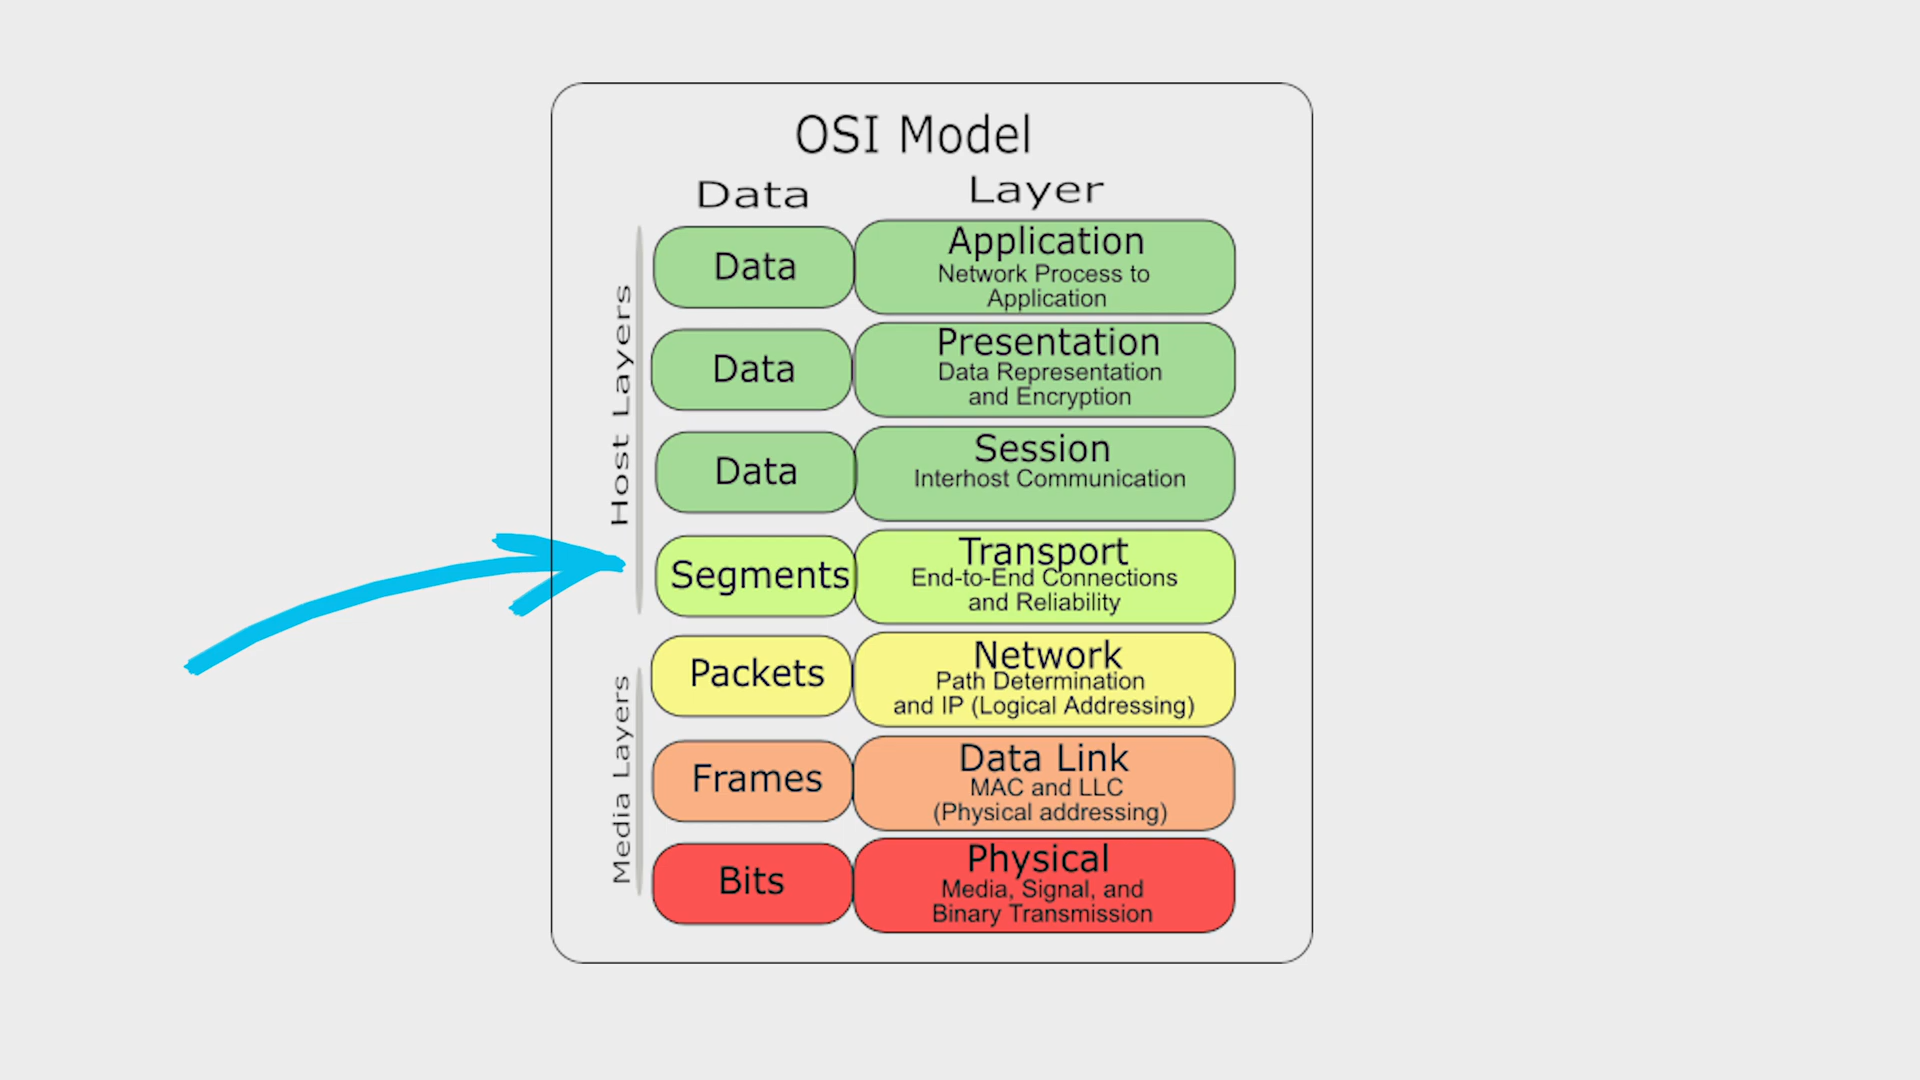 OSI Model
Data
Layer
Host Layers
Data
Application
Network Process to
Application
Data
Presentation
Data Representation
and Encryption
Data
Session
Interhost Communication
Segments
Transport
End-to-End Connections
and Reliability
Media Layers
Packets
Network
Path Determination
and IP (Logical Addressing)
Frames
Data Link
MAC and LLC
(Physical addressing)
Bits
Physical
Media, Signal, and
Binary Transmission